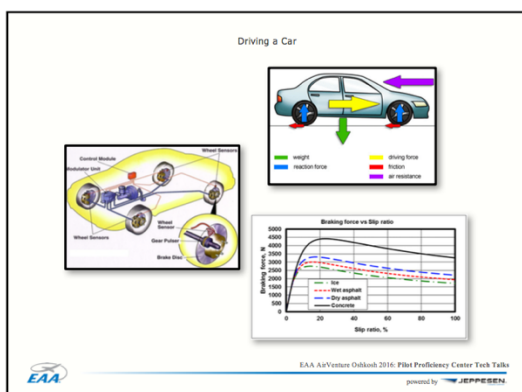 Driving a Car
weight
reaction force
driving force
friction
air resistance
Wheel Sensors
Control Module
Modulator Unit
Wheel Sensors
Wheel
Sensor
Gear Pulser
Brake Disc
Braking force vs Slip ratio
Braking force, N
5000
4500
4000
3500
3000
2500
2000
1500
1000
500
0
Ice
Wet asphalt
Dry asphalt
Concrete
0 20 40 60 80 100
Slip ratio, %
EAA AirVenture Oshkosh 2016: Pilot Proficiency Center Tech Talks
EAA
powered by JEPPESEN